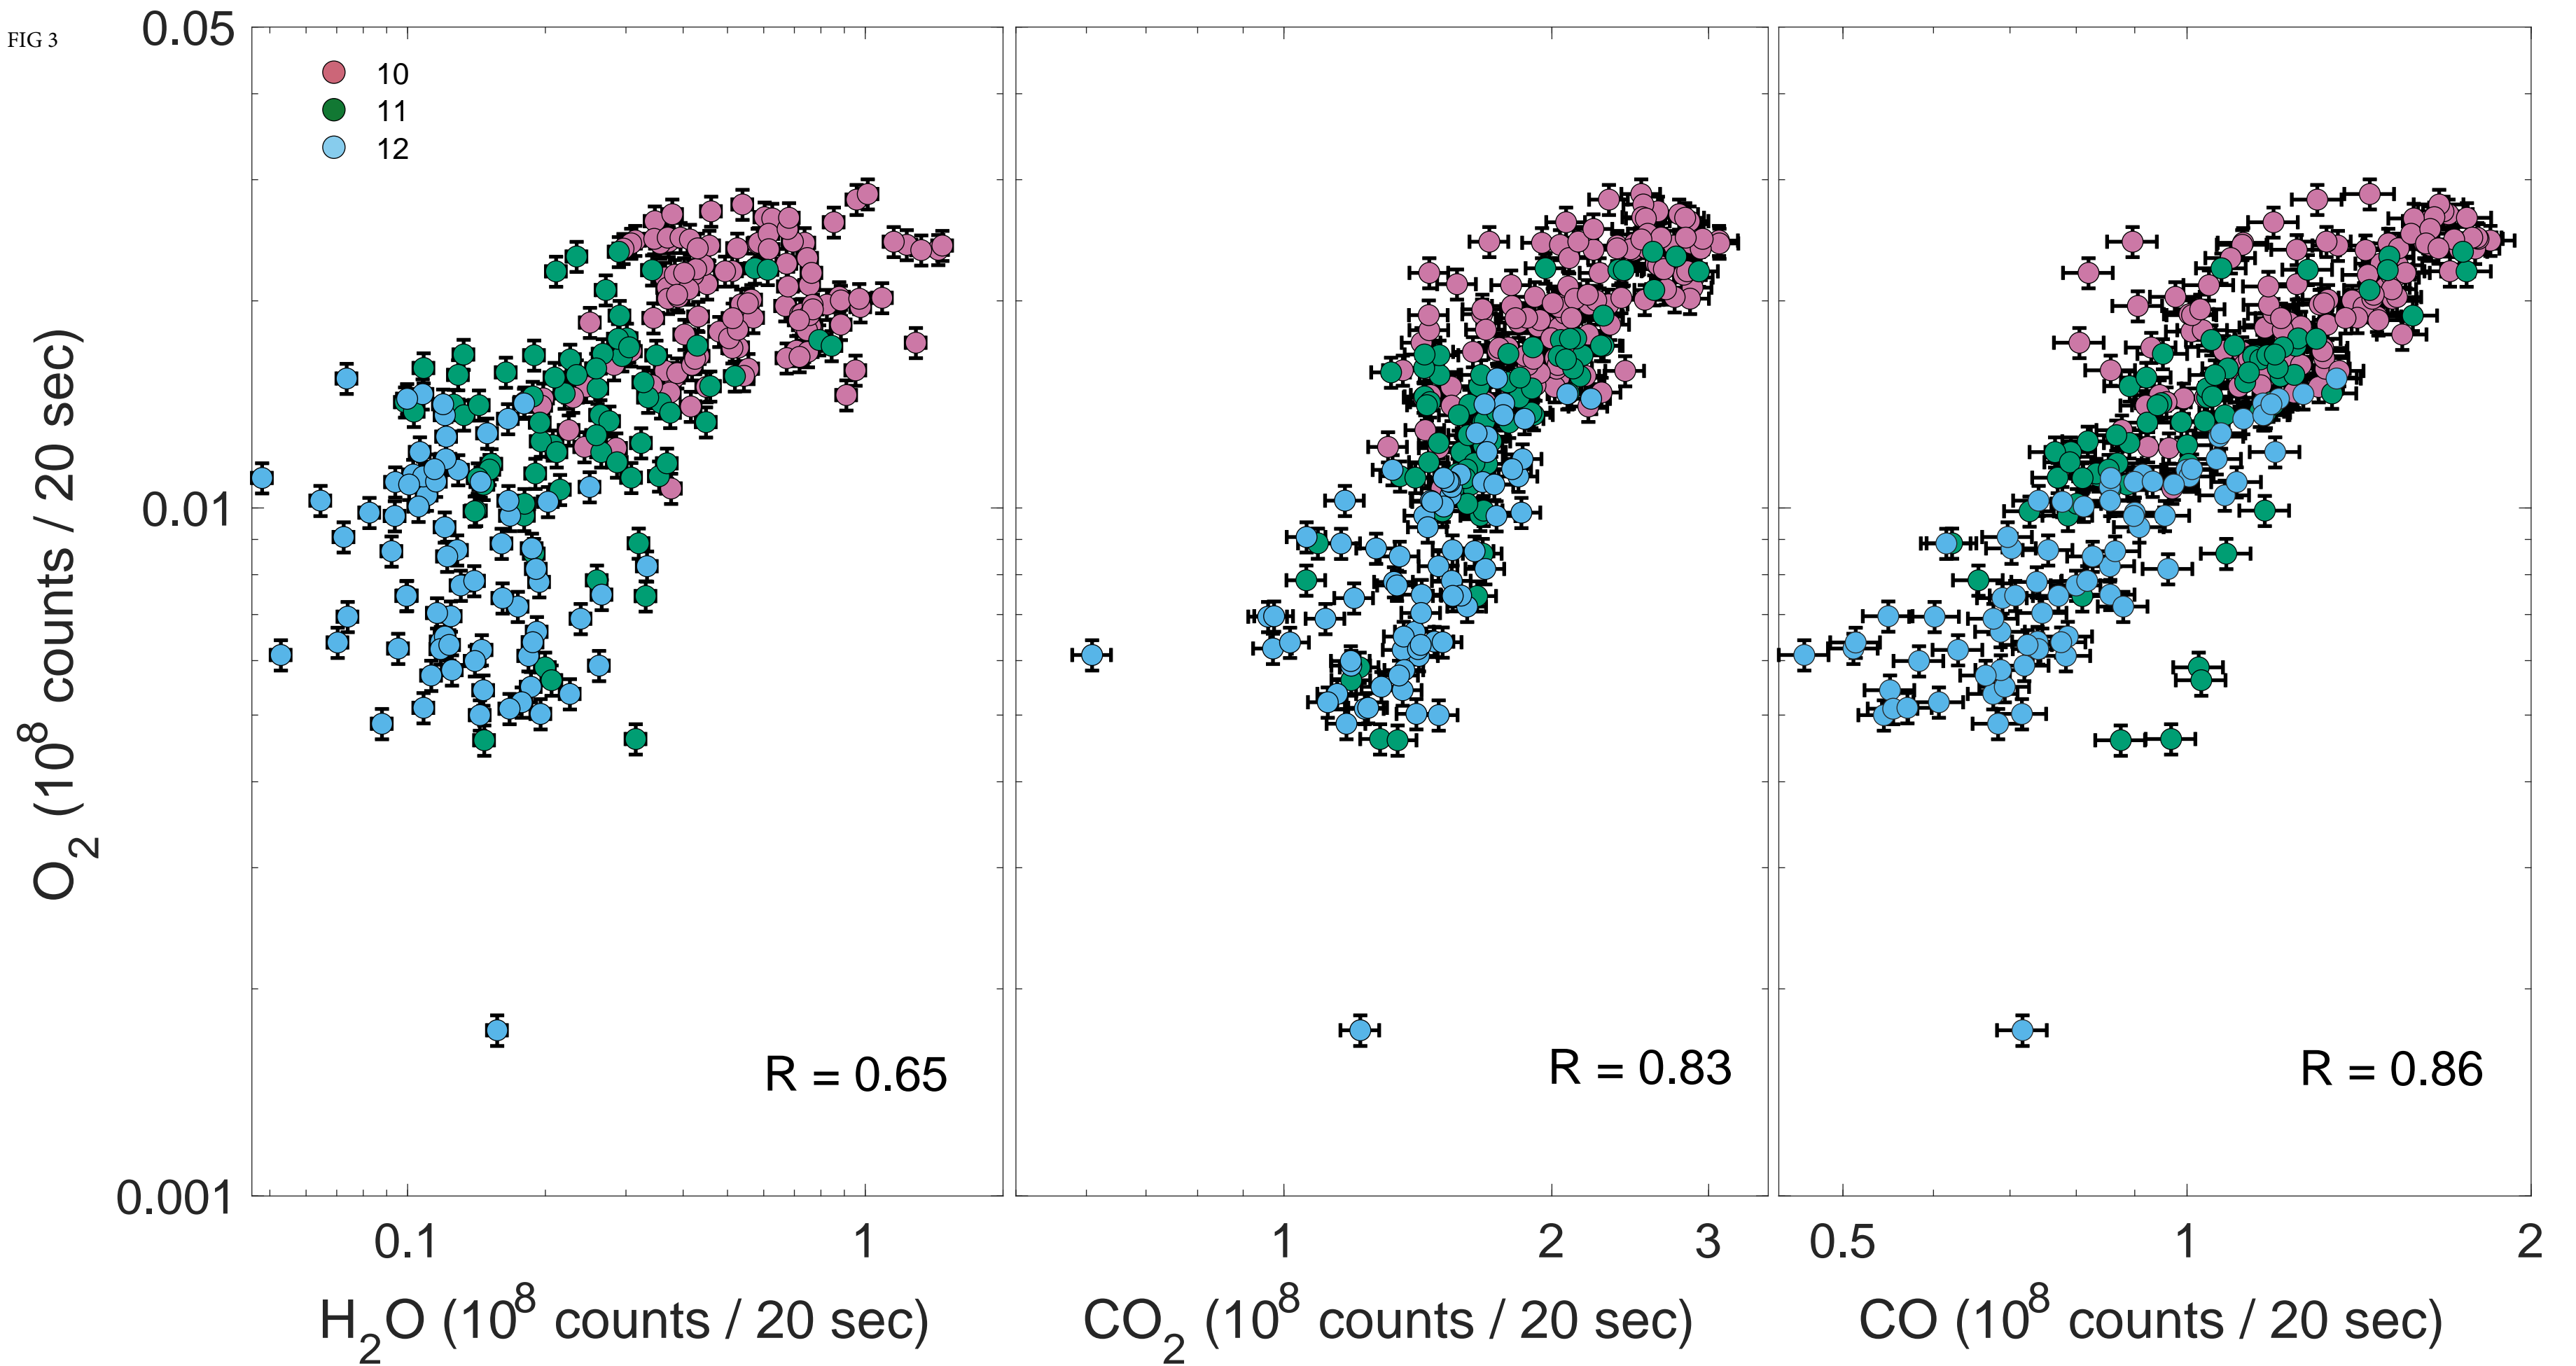 FIG 3
0.05
0.01
0.001
O2 (10^8 counts / 20 sec)
10
11
12
R = 0.65
R = 0.83
R = 0.86
0.1 1
1 2 3
0.5 1 2
H2O (10^8 counts / 20 sec)
CO2 (10^8 counts / 20 sec)
CO (10^8 counts / 20 sec)